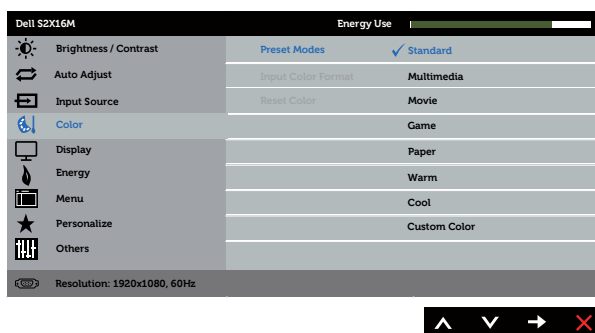 Dell S2X16M Energy Use
Brightness / Contrast Preset Modes Standard
Auto Adjust Input Color Format Multimedia
Input Source Reset Color Movie
Color Game
Display Paper
Energy Warm
Menu Cool
Personalize Custom Color
Others
Resolution: 1920x1080, 60Hz